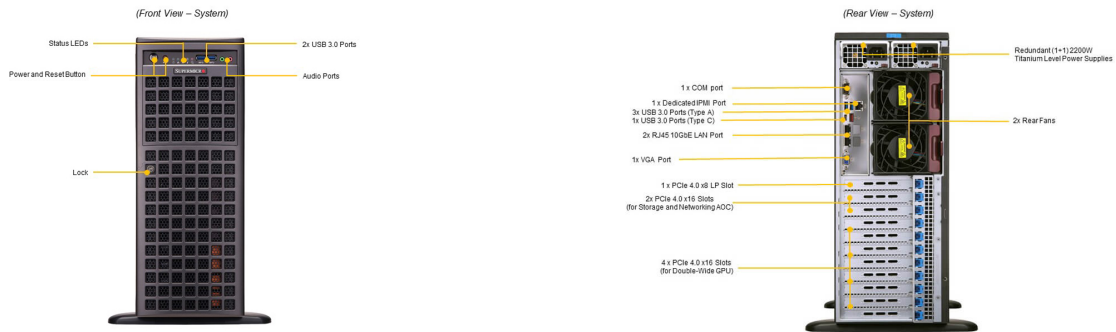 (Front View – System)
Status LEDs
2x USB 3.0 Ports
Power and Reset Button
Audio Ports
SUPERMICRO
Lock
(Rear View – System)
Redundant (1+1) 2200W
Titanium Level Power Supplies
1 x COM port
1 x Dedicated IPMI Port
3x USB 3.0 Ports (Type A)
1x USB 3.0 Ports (Type C)
2x Rear Fans
2x RJ45 10GbE LAN Port
1x VGA Port
1 x PCIe 4.0 x8 LP Slot
2x PCIe 4.0 x16 Slots
(for Storage and Networking AOC)
4 x PCIe 4.0 x16 Slots
(for Double-Wide GPU)